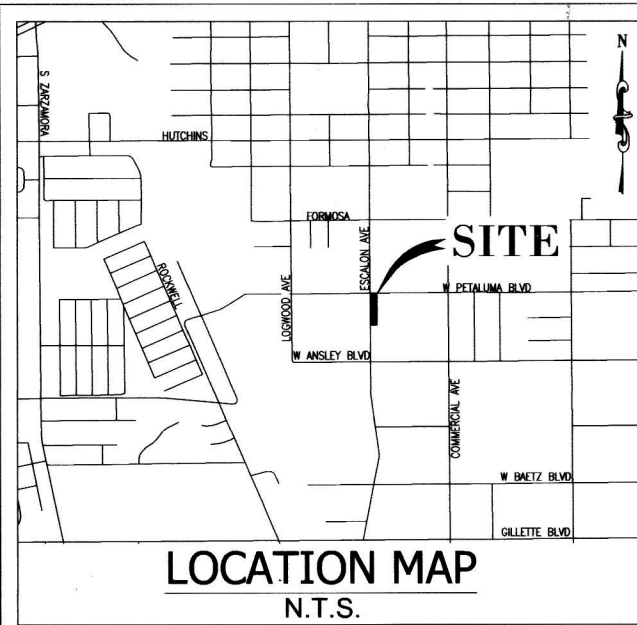 N
S ZARZAMORA
HUTCHINS
FORMOSA
ESCALON AVE
SITE
ROCKWELL
LOGWOOD AVE
W PETALUMA BLVD
W ANSLEY BLVD
COMMERCIAL AVE
W BAETZ BLVD
GILLETTE BLVD
LOCATION MAP
N.T.S.